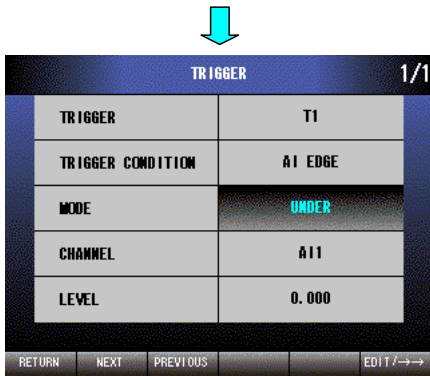 TRIGGER 1/1
TRIGGER T1
TRIGGER CONDITION AI EDGE
MODE UNDER
CHANNEL AI1
LEVEL 0.000
RETURN NEXT PREVIOUS EDIT/→→